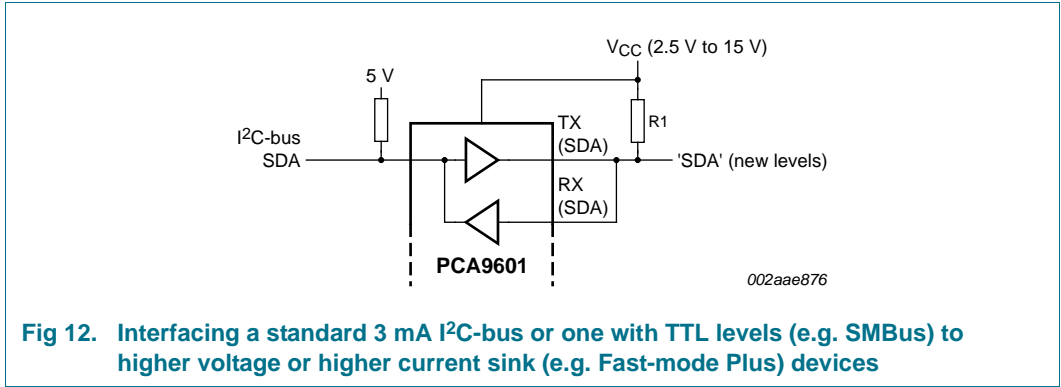 VCC (2.5 V to 15 V)
5 V
R1
TX
(SDA)
I2C-bus
SDA
'SDA' (new levels)
RX
(SDA)
PCA9601
002aae876
Fig 12. Interfacing a standard 3 mA I2C-bus or one with TTL levels (e.g. SMBus) to
higher voltage or higher current sink (e.g. Fast-mode Plus) devices